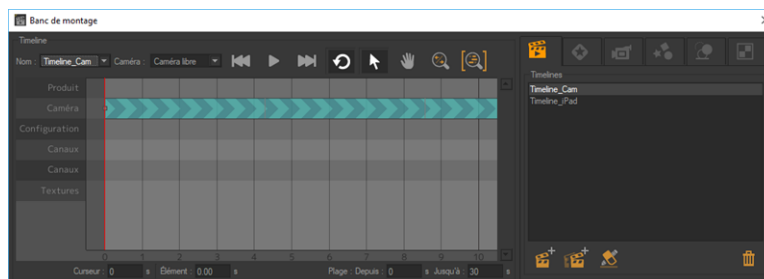 Banc de montage
Timeline
Nom : Timeline_Cam Caméra : Caméra libre
Produit
Caméra
Configuration
Canaux
Canaux
Textures
0 1 2 3 4 5 6 7 8 9 10
Curseur : 0 s Élément : 0.00 s Plage : Depuis : 0 s Jusqu'à : 30 s
Timelines
Timeline_Cam
Timeline_iPad